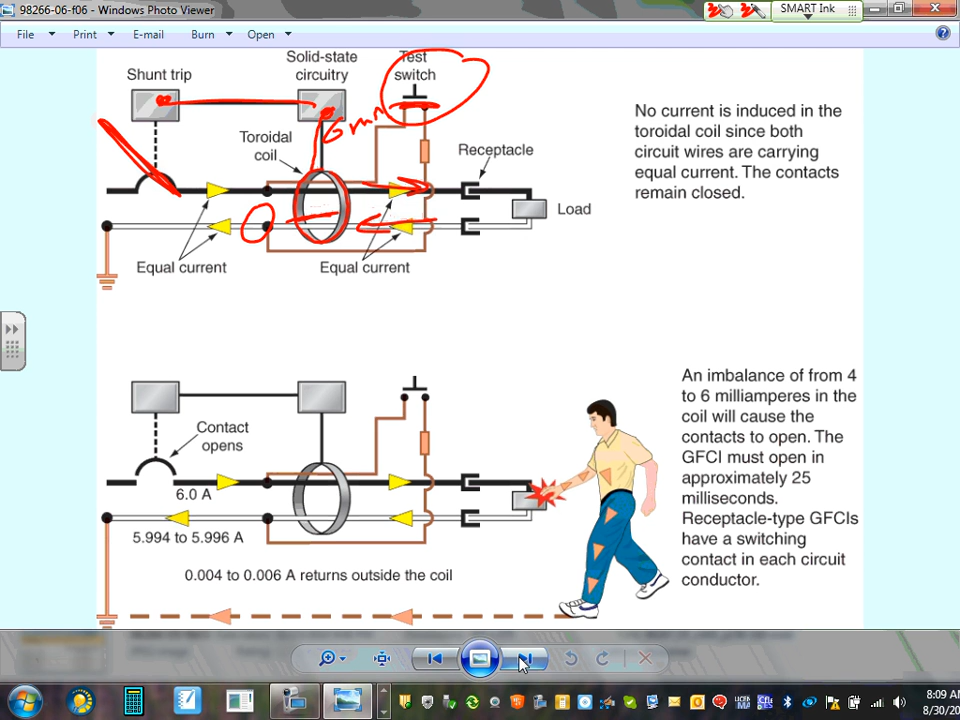 98266-06-f06 - Windows Photo Viewer
SMART Ink
File Print E-mail Burn Open
Shunt trip
Solid-state
circuitry
Test
switch
6 mA
Toroidal
coil
Receptacle
Load
Equal current
Equal current
No current is induced in the
toroidal coil since both
circuit wires are carrying
equal current. The contacts
remain closed.
Contact
opens
6.0 A
5.994 to 5.996 A
0.004 to 0.006 A returns outside the coil
An imbalance of from 4
to 6 milliamperes in the
coil will cause the
contacts to open. The
GFCI must open in
approximately 25
milliseconds.
Receptacle-type GFCIs
have a switching
contact in each circuit
conductor.
8:09 A
8/30/20